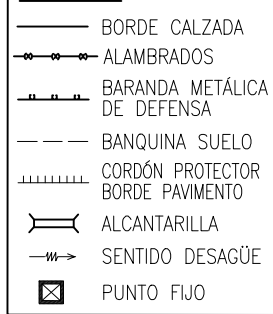 BORDE CALZADA
ALAMBRADOS
BARANDA METÁLICA
DE DEFENSA
BANQUINA SUELO
CORDÓN PROTECTOR
BORDE PAVIMENTO
ALCANTARILLA
SENTIDO DESAGÜE
PUNTO FIJO